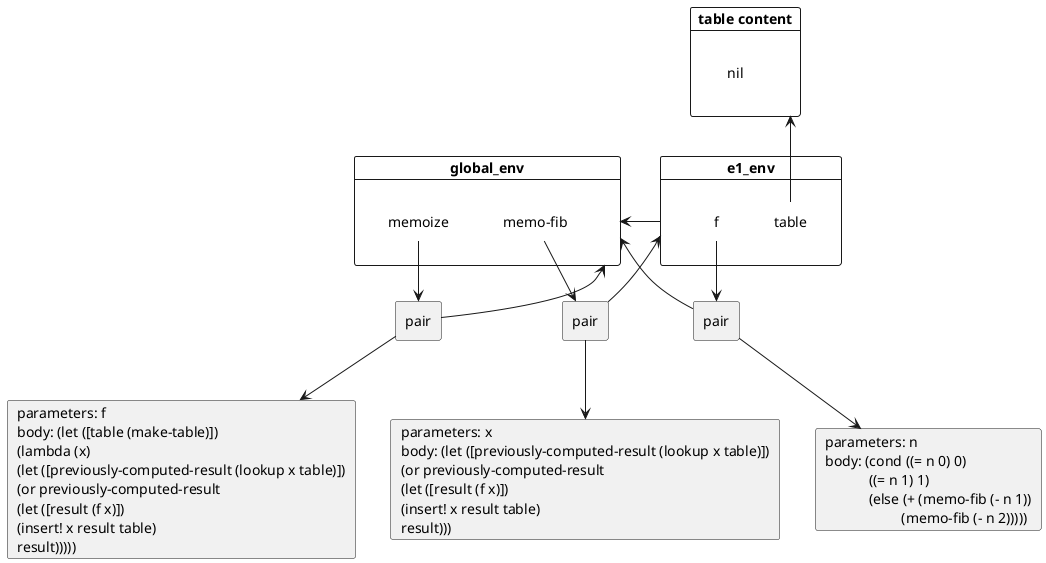 table content
nil
global_env
e1_env
memoize
memo-fib
f
table
pair
pair
pair
parameters: f
body: (let ([table (make-table)])
(lambda (x)
(let ([previously-computed-result (lookup x table)])
(or previously-computed-result
(let ([result (f x)])
(insert! x result table)
result)))))
parameters: x
body: (let ([previously-computed-result (lookup x table)])
(or previously-computed-result
(let ([result (f x)])
(insert! x result table)
result)))
parameters: n
body: (cond ((= n 0) 0)
((= n 1) 1)
(else (+ (memo-fib (- n 1))
(memo-fib (- n 2)))))